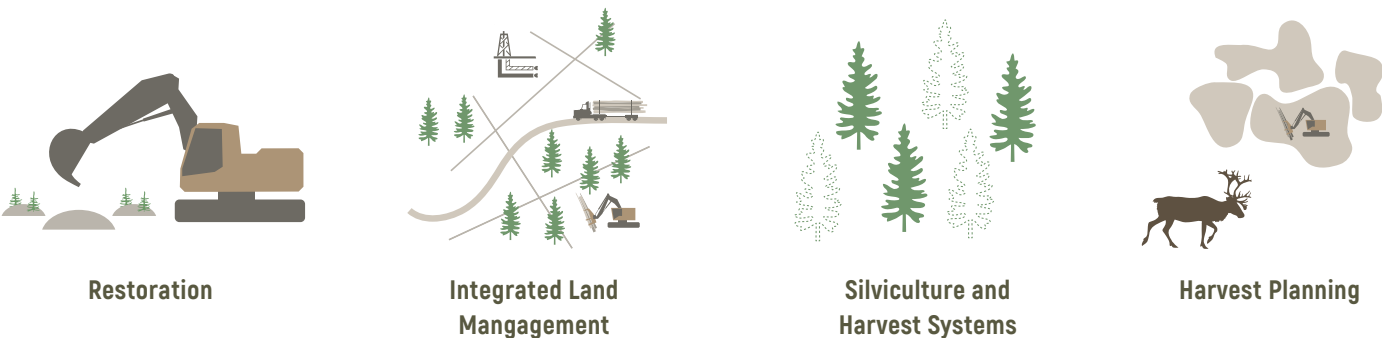 Restoration
Integrated Land
Mangagement
Silviculture and
Harvest Systems
Harvest Planning